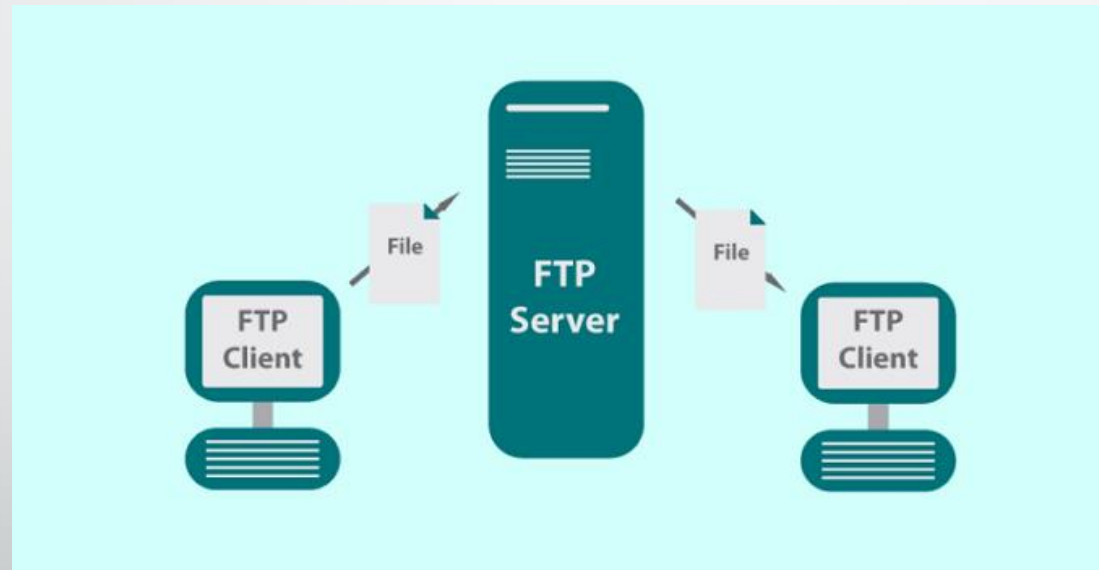 File
FTP
Server
File
FTP
Client
FTP
Client